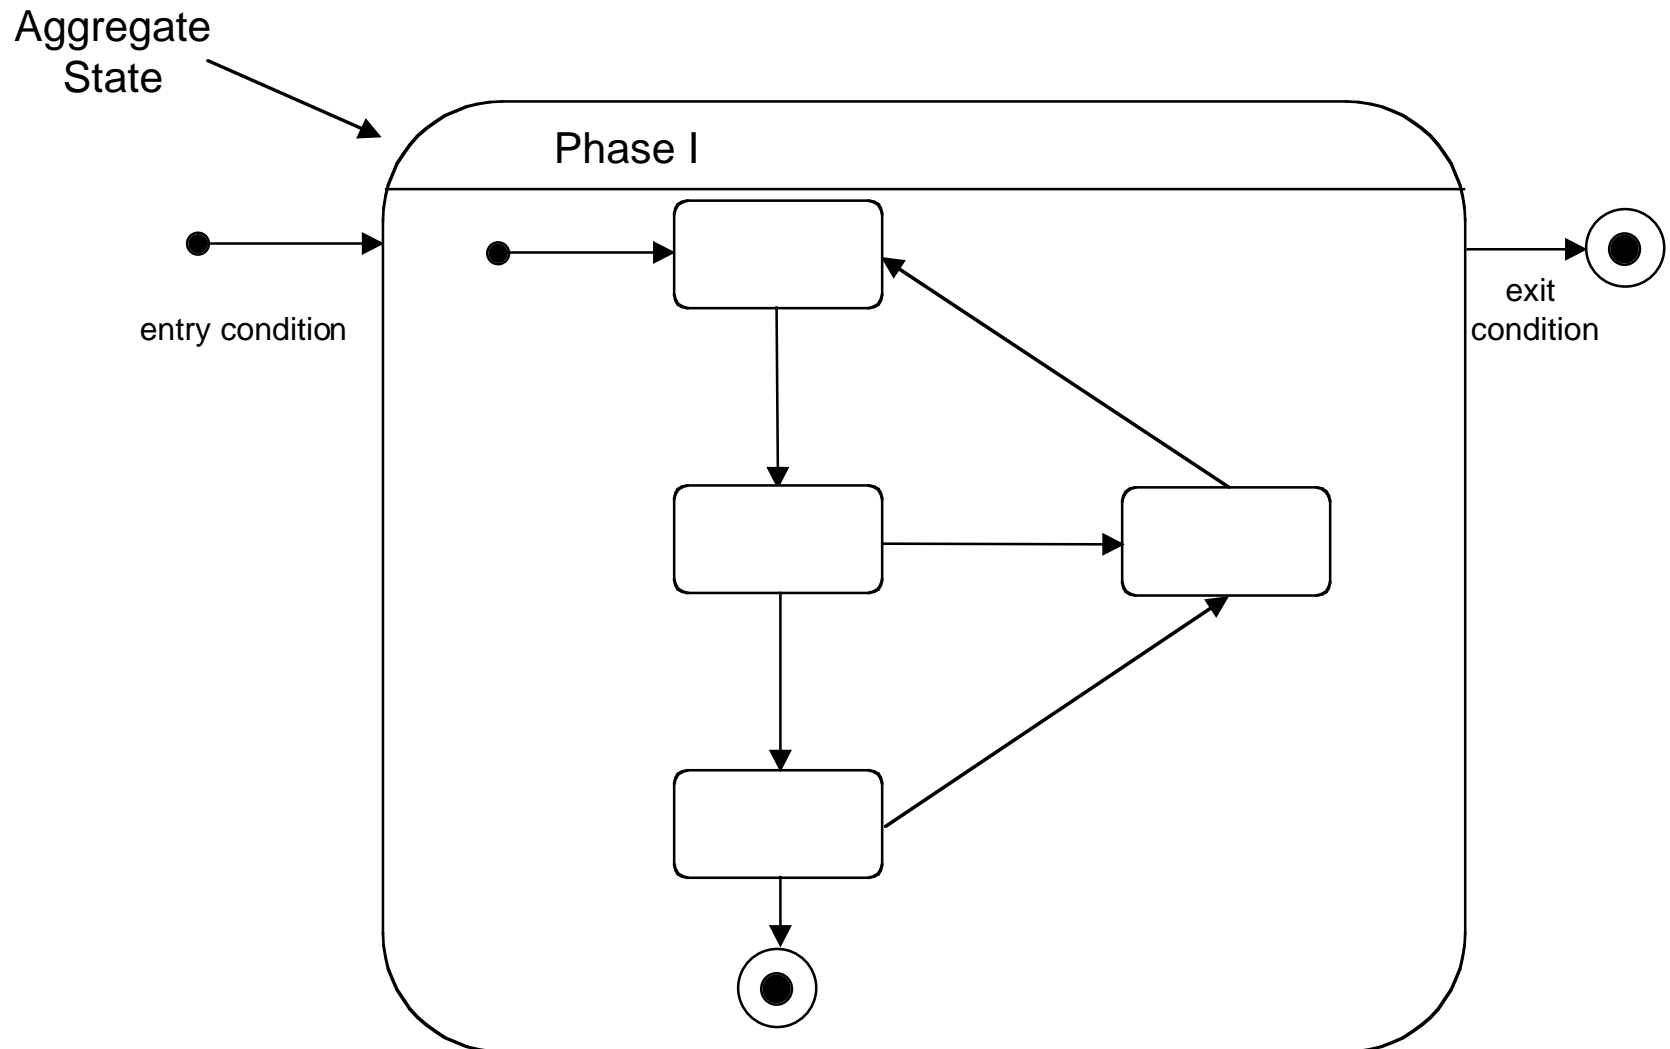 Aggregate
State
Phase I
entry condition
exit
condition